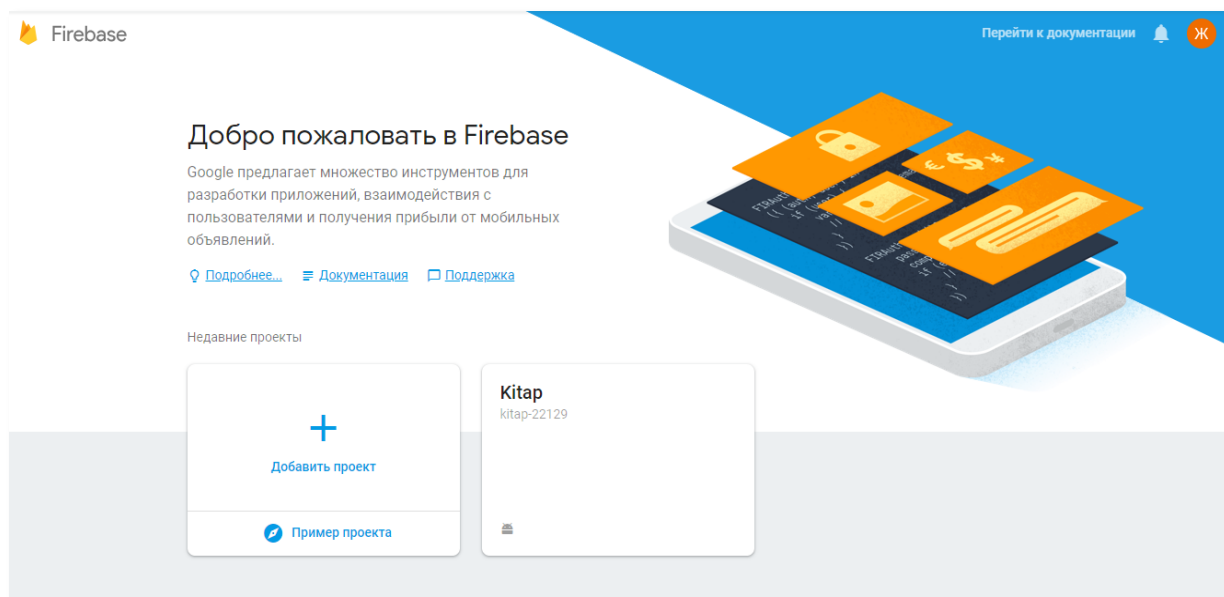 Firebase
Перейти к документации
Ж
Добро пожаловать в Firebase
Google предлагает множество инструментов для
разработки приложений, взаимодействия с
пользователями и получения прибыли от мобильных
объявлений.
Подробнее... Документация Поддержка
Недавние проекты
Kitap
kitap-22129
Добавить проект
Пример проекта